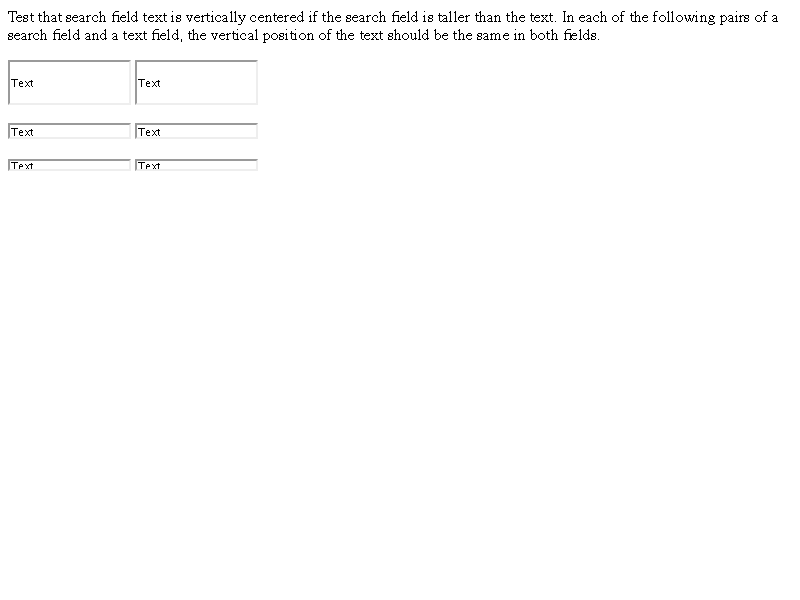 Test that search field text is vertically centered if the search field is taller than the text. In each of the following pairs of a
search field and a text field, the vertical position of the text should be the same in both fields.
Text Text
Text Text
Text Text